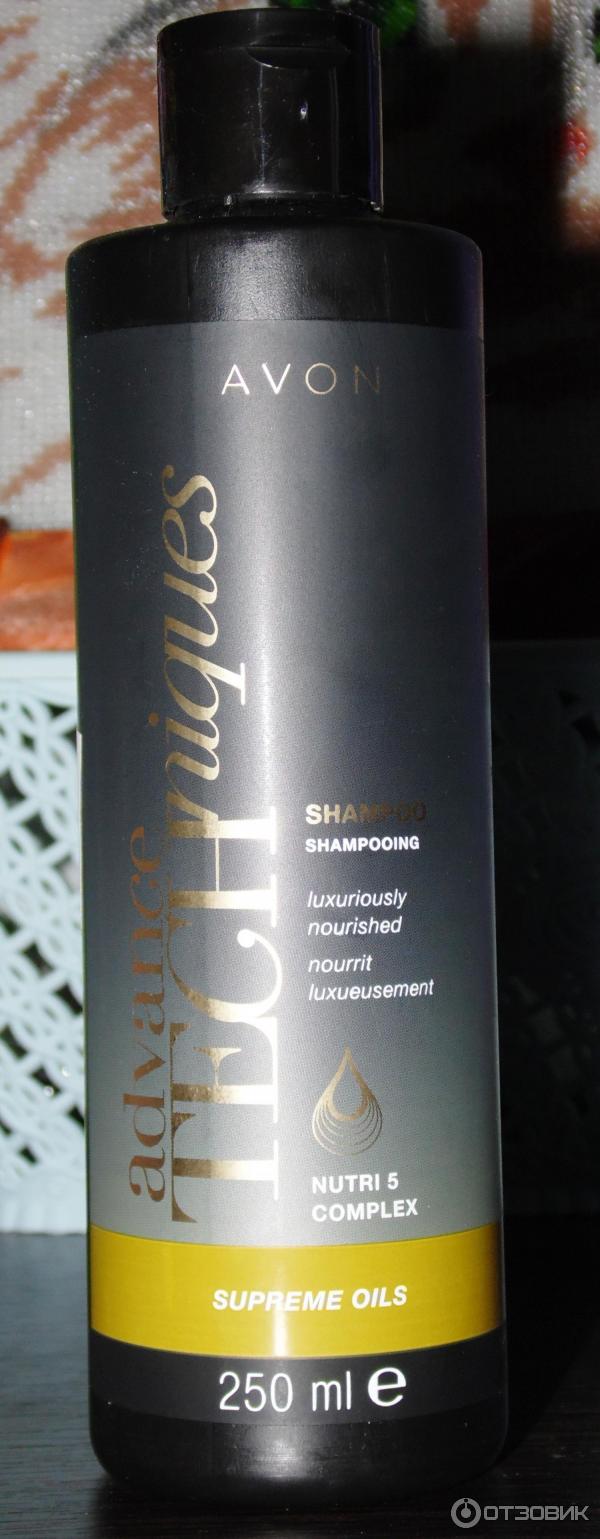 AVON
advance
TECHniques
SHAMPOO
SHAMPOOING
luxuriously
nourished
nourrit
luxueusement
NUTRI 5
COMPLEX
SUPREME OILS
250 ml e
ОТЗОВИК